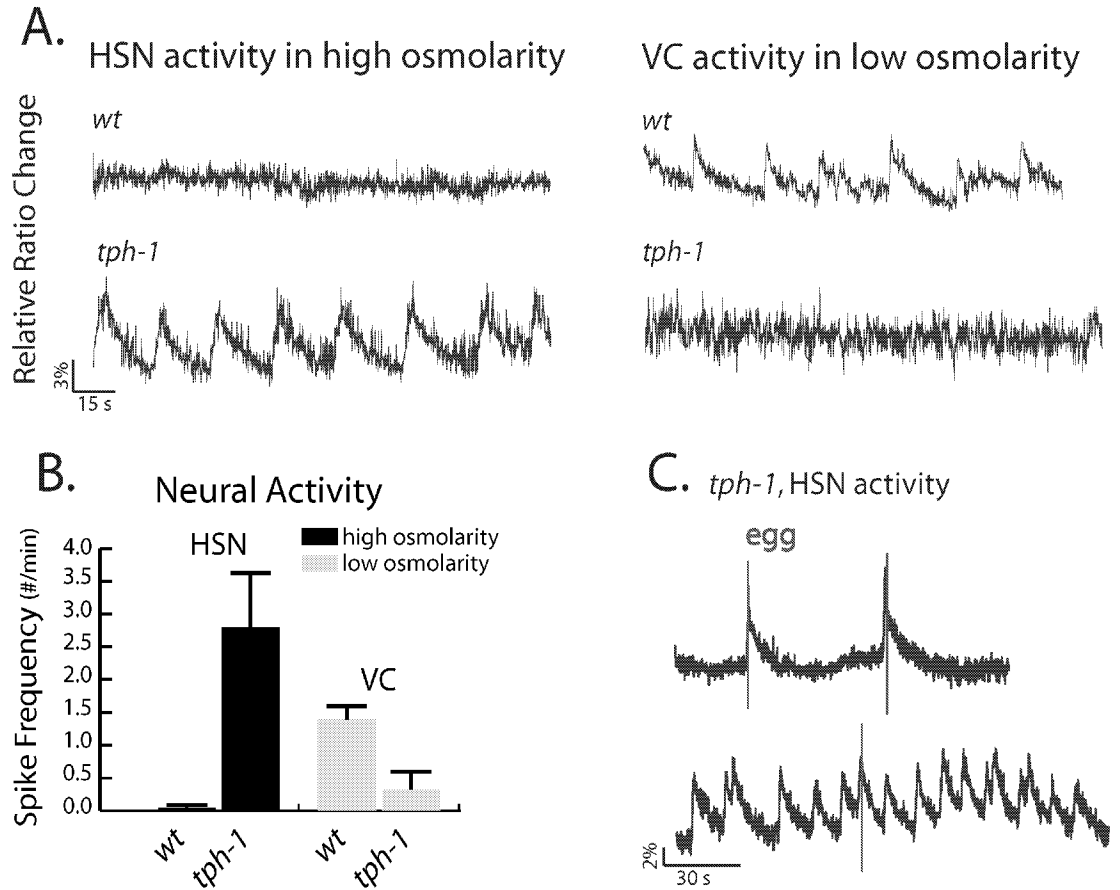 A.
HSN activity in high osmolarity
VC activity in low osmolarity
Relative Ratio Change
wt
wt
tph-1
tph-1
3%
15 s
B.
Neural Activity
Spike Frequency (#/min)
4.0
3.5
3.0
2.5
2.0
1.5
1.0
0.5
0.0
HSN
VC
high osmolarity
low osmolarity
wt
tph-1
wt
tph-1
C.
tph-1, HSN activity
egg
2%
30 s